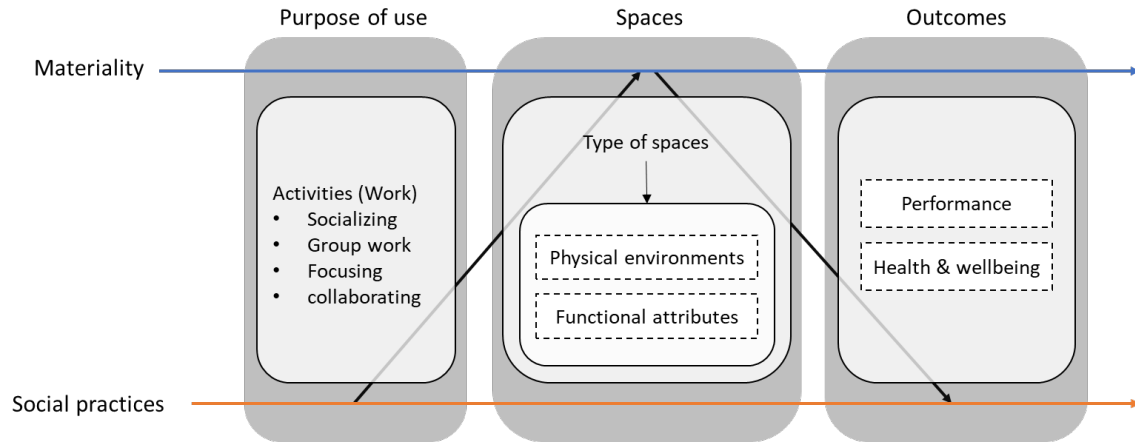 Purpose of use
Spaces
Outcomes
Materiality
Type of spaces
Activities (Work)
• Socializing
• Group work
• Focusing
• collaborating
Physical environments
Functional attributes
Performance
Health & wellbeing
Social practices